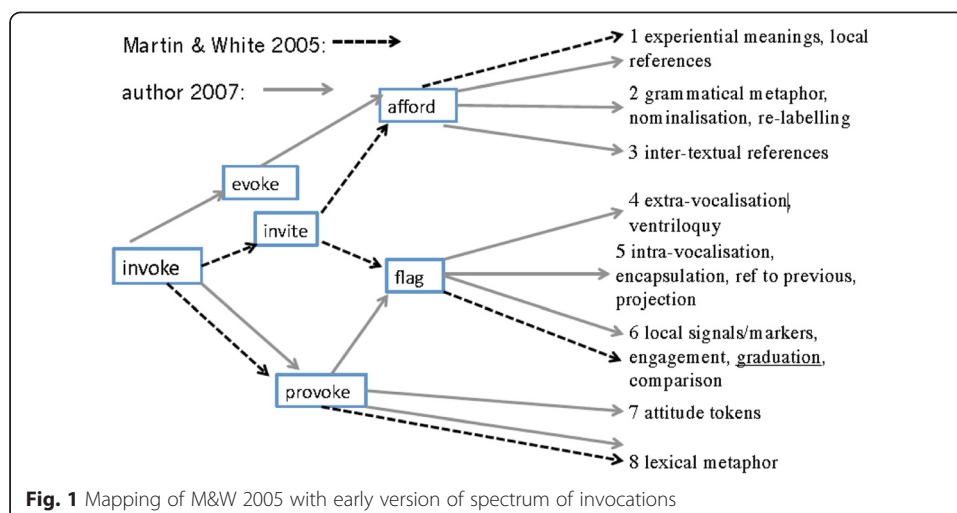 Martin & White 2005:
author 2007:
afford
evoke
invite
invoke
flag
provoke
1 experiential meanings, local
references
2 grammatical metaphor,
nominalisation, re-labelling
3 inter-textual references
4 extra-vocalisation,
ventriloquy
5 intra-vocalisation,
encapsulation, ref to previous,
projection
6 local signals/markers,
engagement, graduation,
comparison
7 attitude tokens
8 lexical metaphor
Fig. 1 Mapping of M&W 2005 with early version of spectrum of invocations